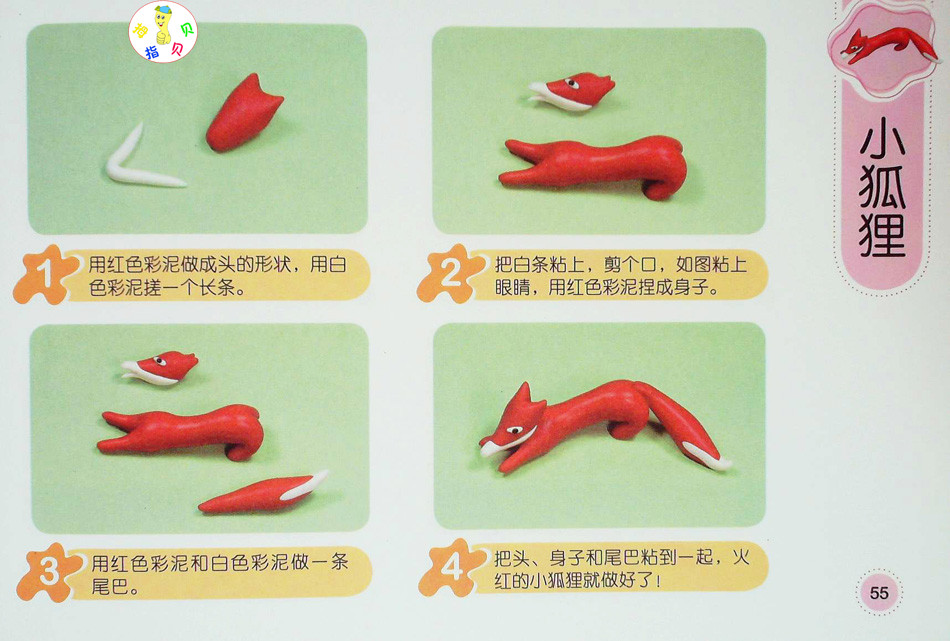 告指贝贝
小狐狸
1
用红色彩泥做成头的形状，用白
色彩泥搓一个长条。
2
把白条粘上，剪个口，如图粘上
眼睛，用红色彩泥捏成身子。
3
用红色彩泥和白色彩泥做一条
尾巴。
4
把头、身子和尾巴粘到一起，火
红的小狐狸就做好了！
55